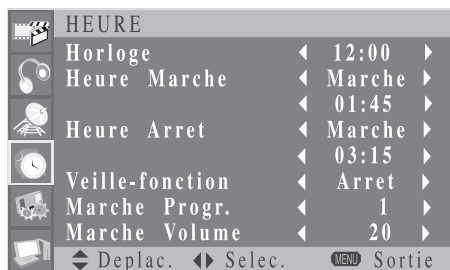 HEURE
Horloge 12:00
Heure Marche Marche
01:45
Heure Arret Marche
03:15
Veille-fonction Arret
Marche Progr. 1
Marche Volume 20
Deplac. Selec. MENU Sortie